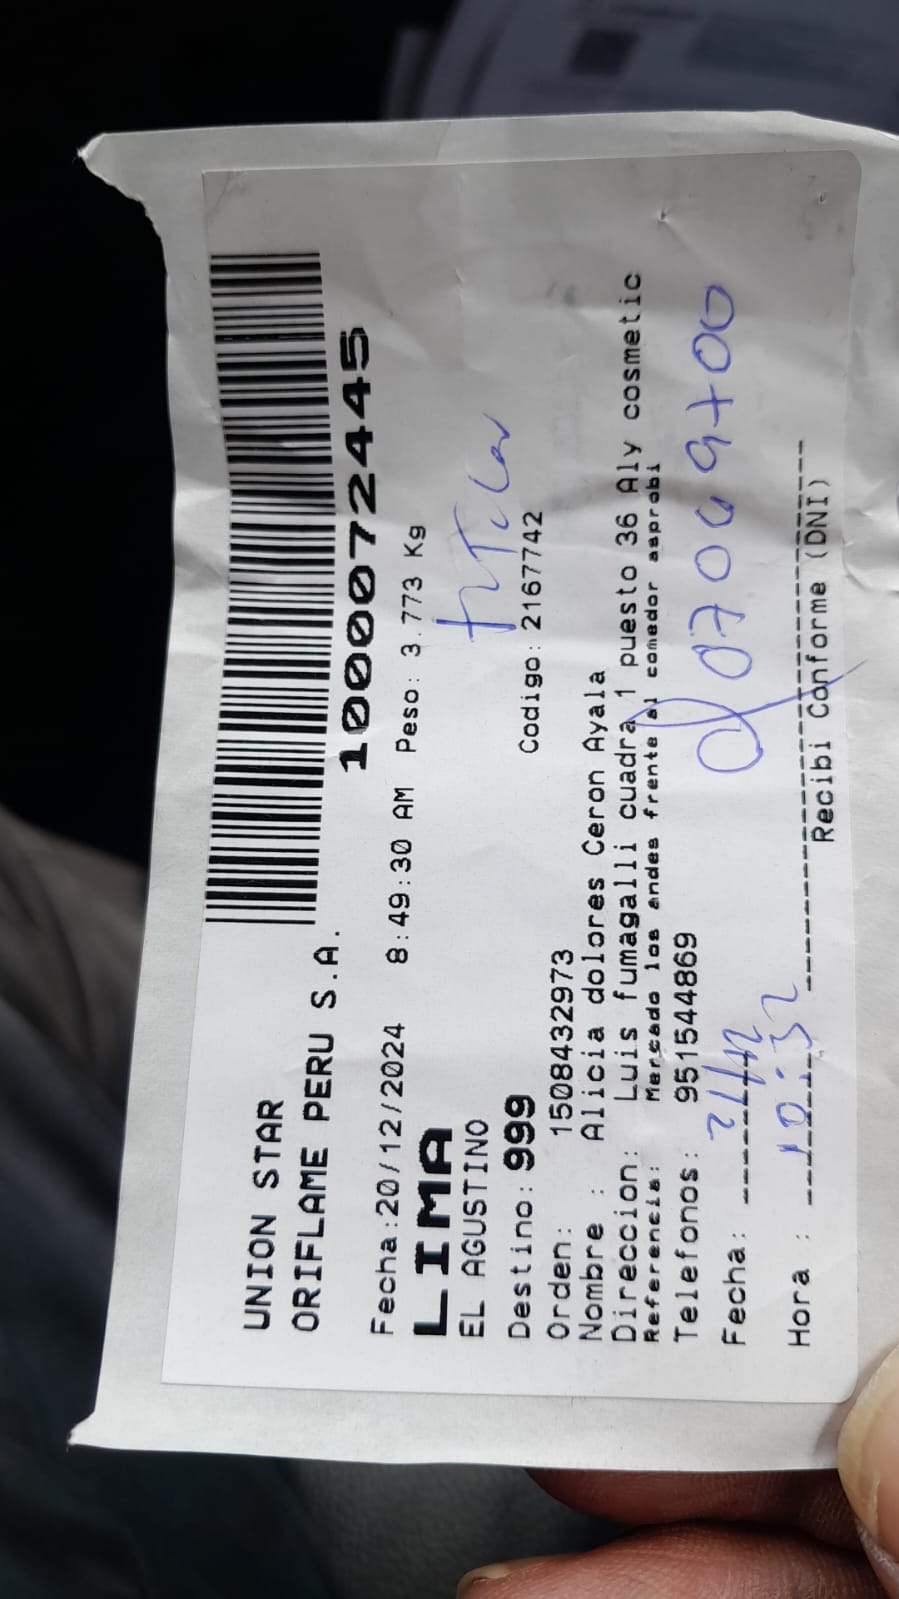 UNION STAR
ORIFLAME PERU S.A.
100072445
Fecha:20/12/2024 8:49:30 AM Peso: 3.773 Kg
LIMA
EL AGUSTINO
Destino: 999 Codigo: 2167742
Orden: 1508432973
Nombre : Alicia dolores Ceron Ayala
Direccion: Luis fumagalli cuadra 1 puesto 36 Aly cosmetic
Referencia: Mercado los andes frente al comedor asprobi
Telefonos: 951544869
Fecha: 21/12
Hora : 10:32
Recibi Conforme (DNI)